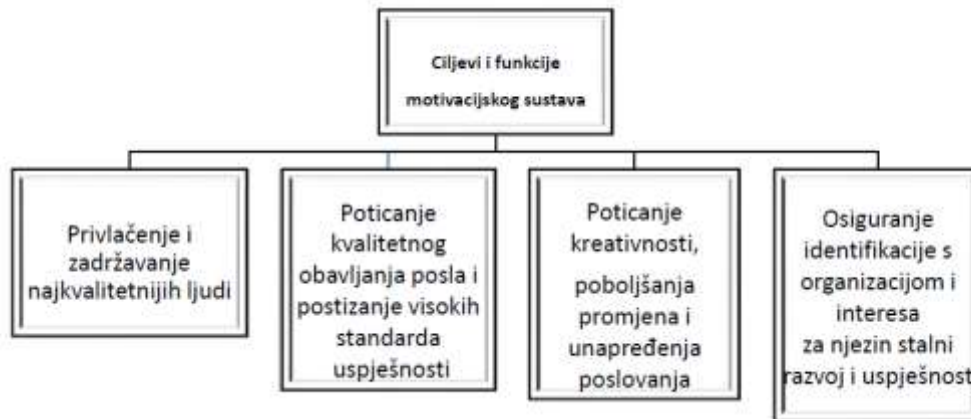 Ciljevi i funkcije
motivacijskog sustava
Privlačenje i
zadržavanje
najkvalitetnijih ljudi
Poticanje
kvalitetnog
obavljanja posla i
postizanje visokih
standarda
uspješnosti
Poticanje
kreativnosti,
poboljšanja
promjena i
unapređenja
poslovanja
Osiguranje
identifikacije s
organizacijom i
interesa
za njezin stalni
razvoj i uspješnost